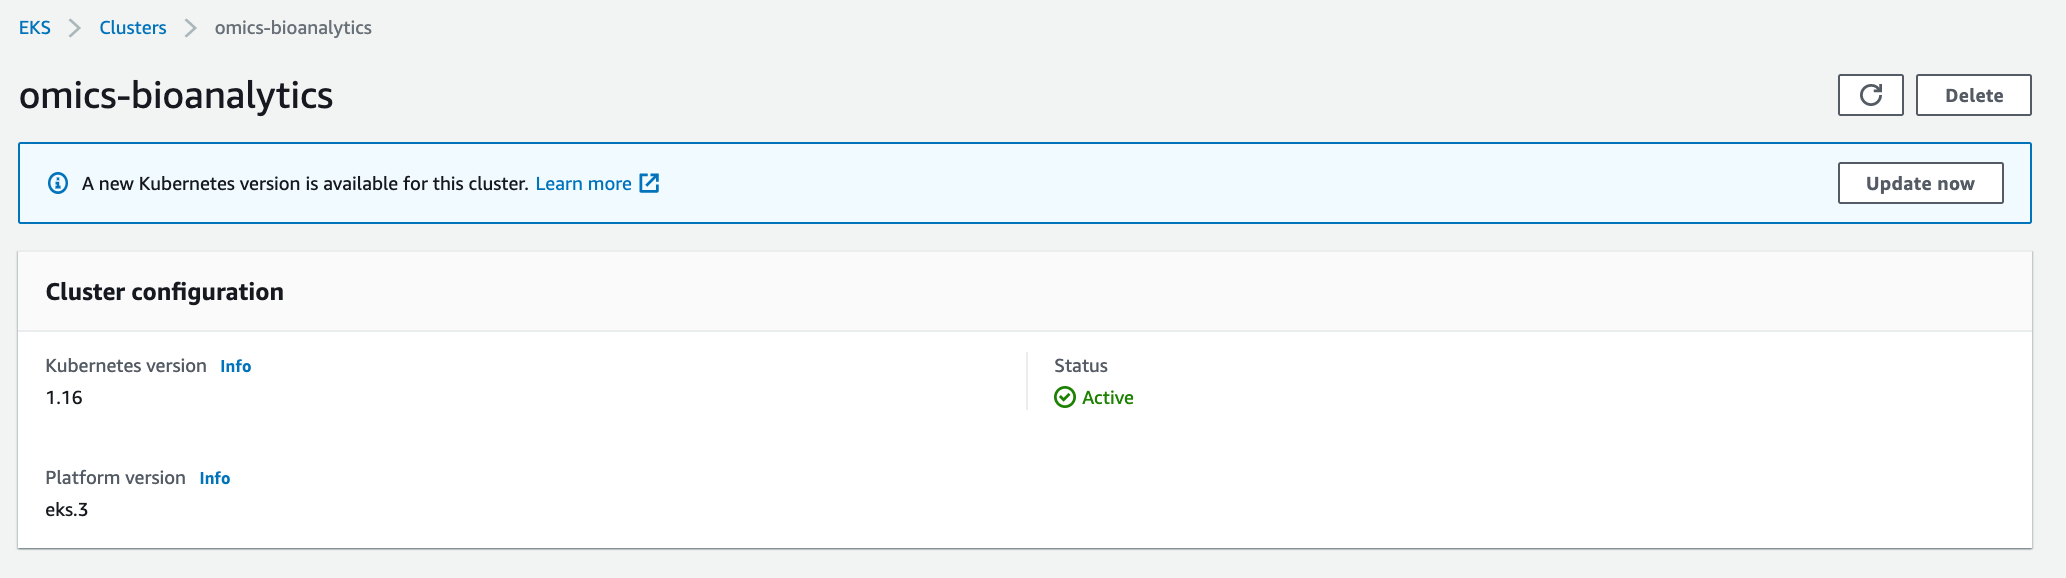 EKS > Clusters > omics-bioanalytics
omics-bioanalytics
Delete
A new Kubernetes version is available for this cluster. Learn more
Update now
Cluster configuration
Kubernetes version Info
1.16
Status
Active
Platform version Info
eks.3